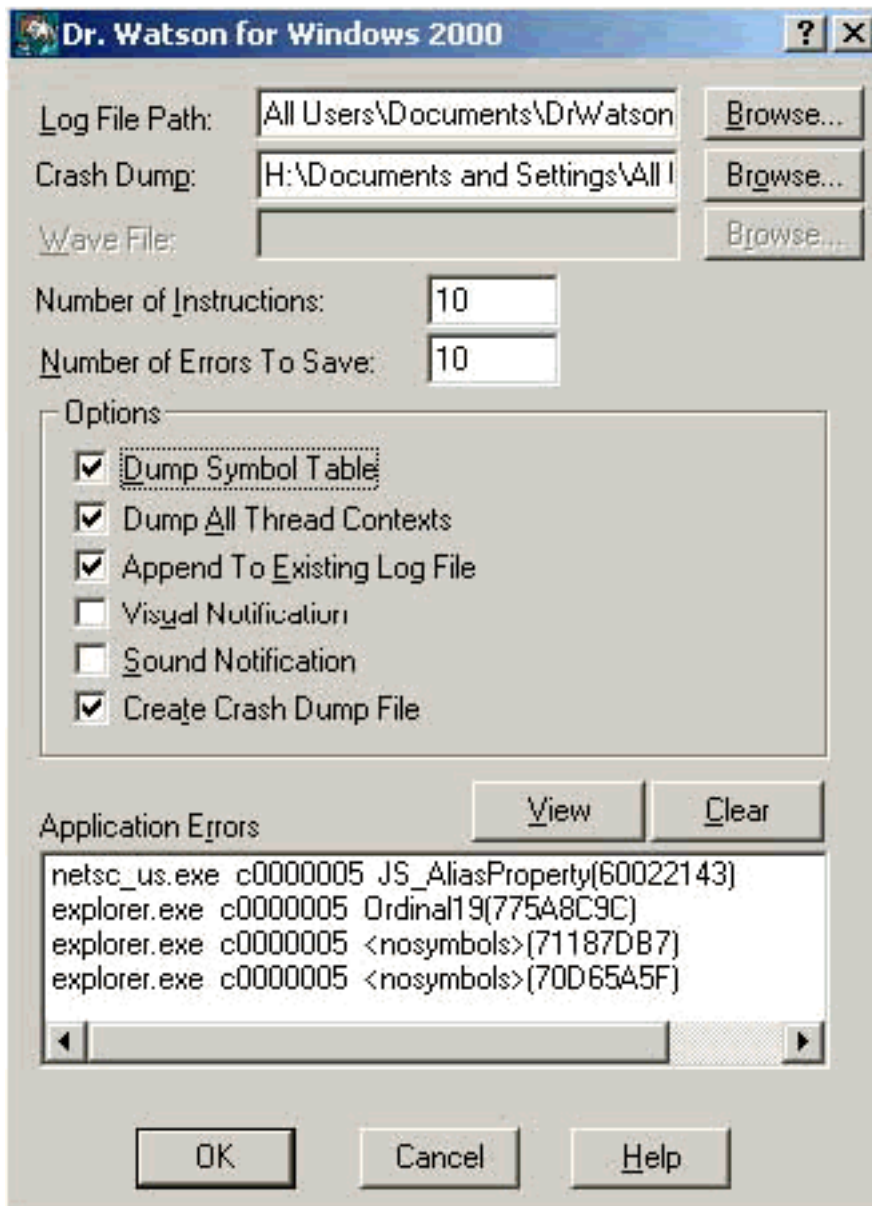 Dr. Watson for Windows 2000
Log File Path: All Users\Documents\DrWatson Browse...
Crash Dump: H:\Documents and Settings\All Browse...
Wave File: Browse...
Number of Instructions: 10
Number of Errors To Save: 10
Options
Dump Symbol Table
Dump All Thread Contexts
Append To Existing Log File
Visual Notification
Sound Notification
Create Crash Dump File
Application Errors View Clear
netsc_us.exe c0000005 JS_AliasProperty(60022143)
explorer.exe c0000005 Ordinal19(775A8C9C)
explorer.exe c0000005 <nosymbols>(71187DB7)
explorer.exe c0000005 <nosymbols>(70D65A5F)
OK Cancel Help